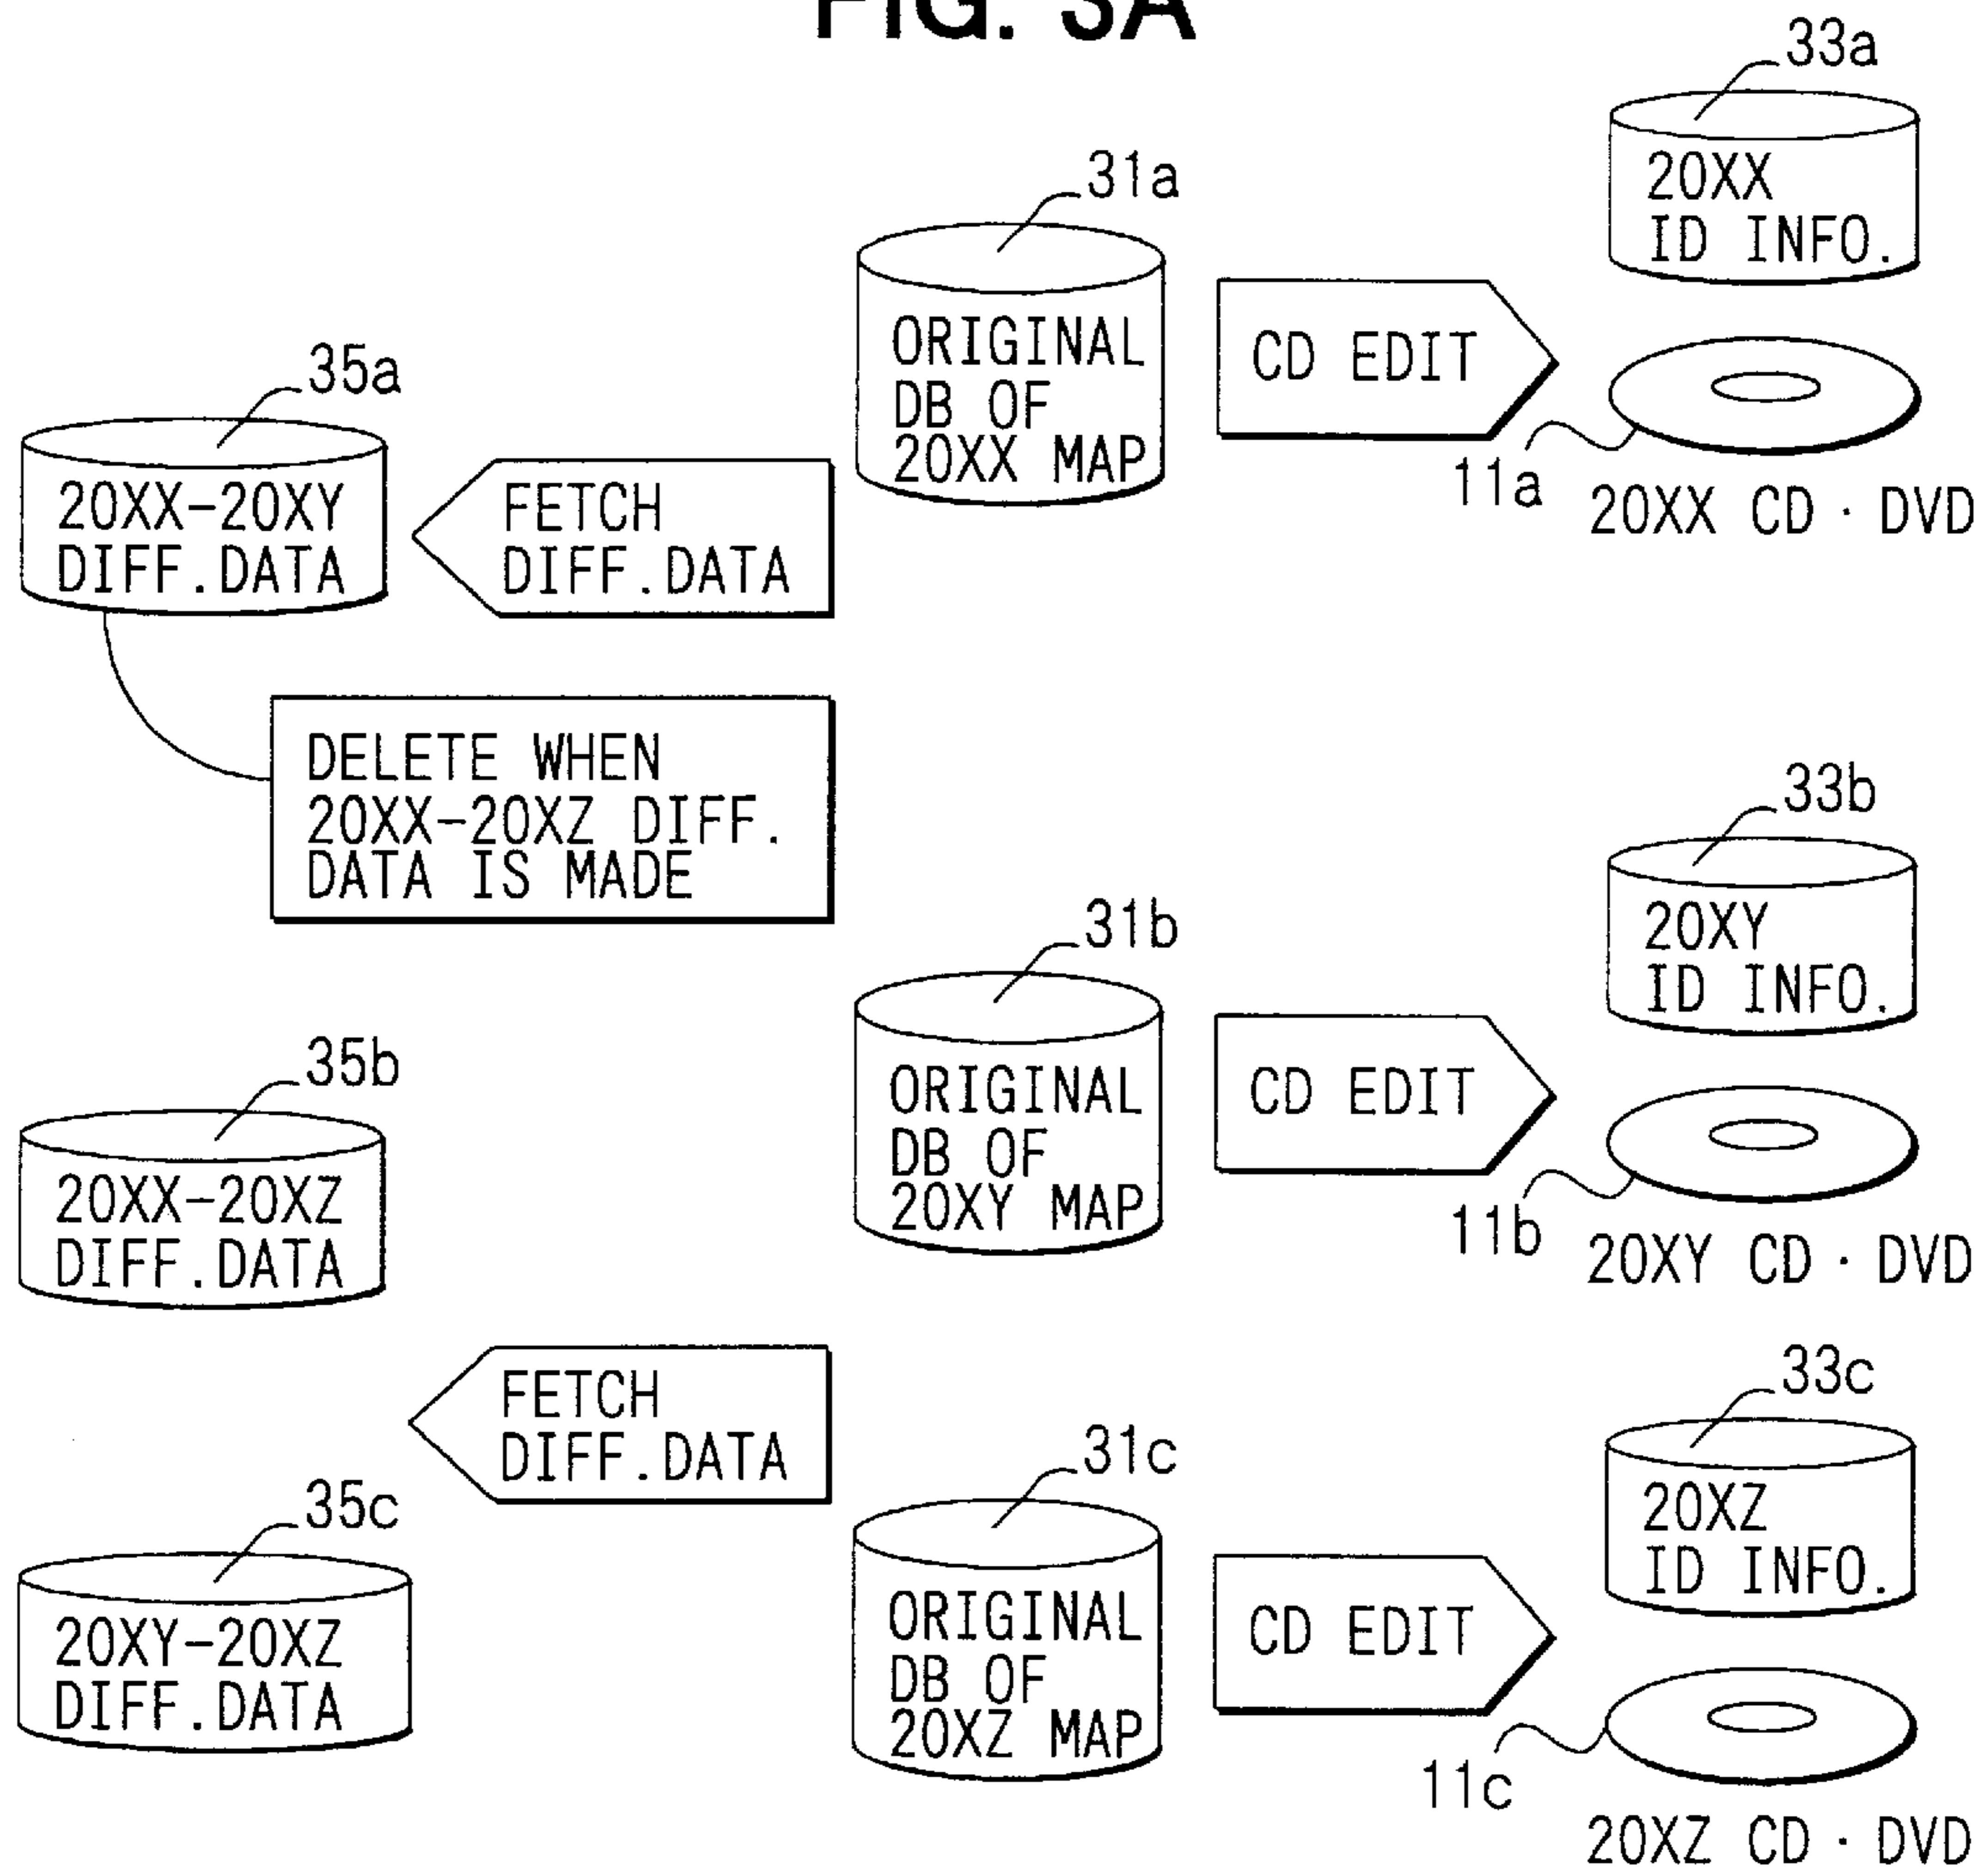 FIG. 3A
33a
20XX
ID INFO.
31a
ORIGINAL
DB OF
20XX MAP
CD EDIT
11a
20XX CD · DVD
35a
20XX-20XY
DIFF.DATA
FETCH
DIFF.DATA
DELETE WHEN
20XX-20XZ DIFF.
DATA IS MADE
33b
20XY
ID INFO.
31b
ORIGINAL
DB OF
20XY MAP
CD EDIT
11b
20XY CD · DVD
35b
20XX-20XZ
DIFF.DATA
FETCH
DIFF.DATA
33c
20XZ
ID INFO.
31c
ORIGINAL
DB OF
20XZ MAP
CD EDIT
11c
20XZ CD · DVD
35c
20XY-20XZ
DIFF.DATA